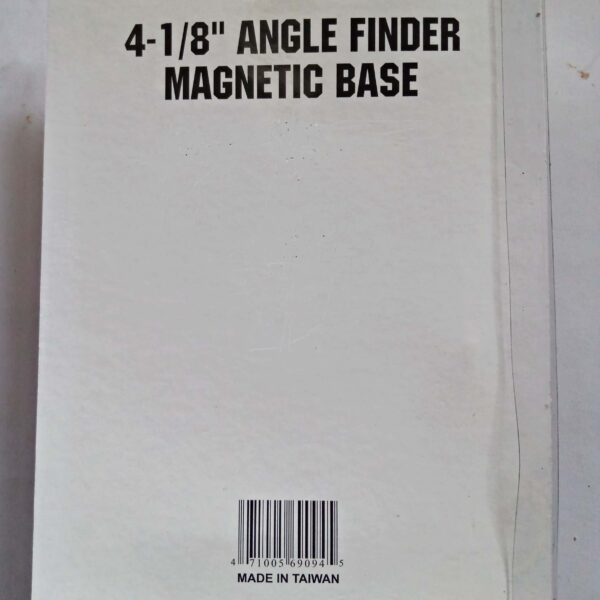 4-1/8" ANGLE FINDER
MAGNETIC BASE
4 71005 69094 5
MADE IN TAIWAN